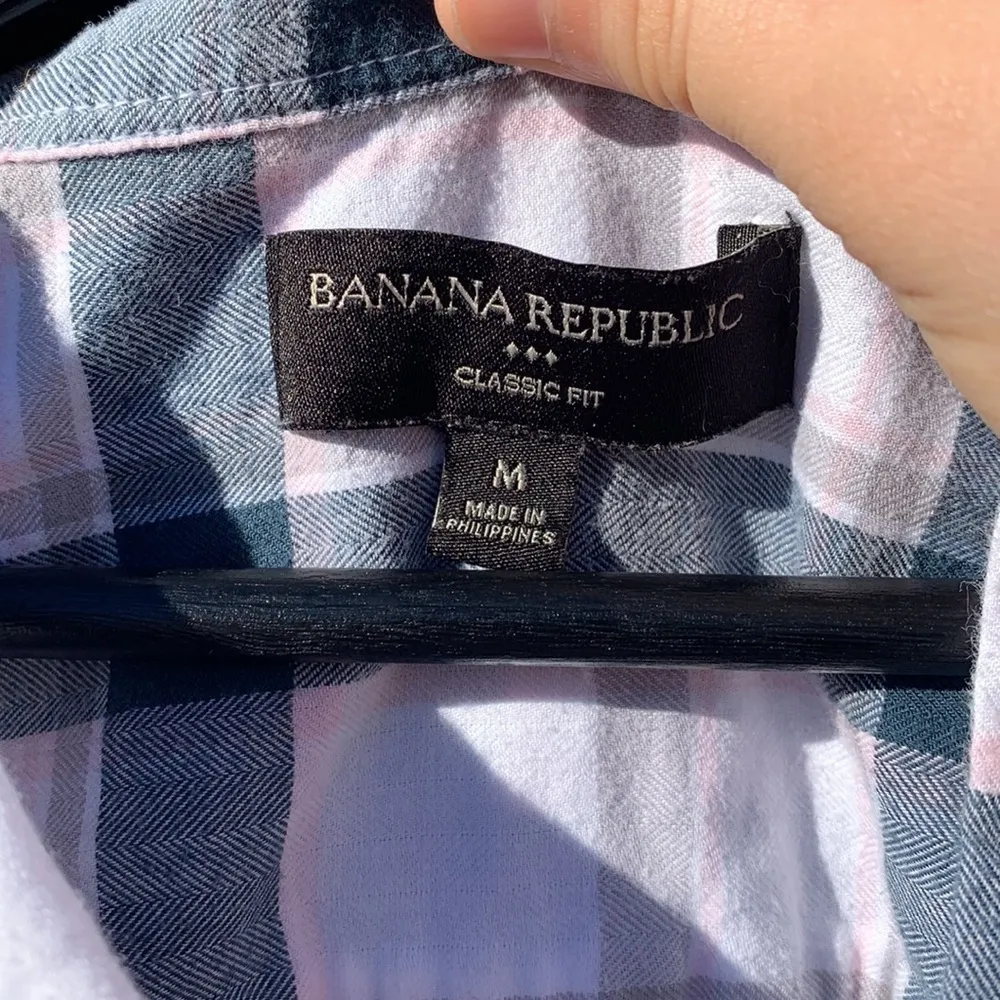 BANANA REPUBLIC
CLASSIC FIT
M
MADE IN
PHILIPPINES